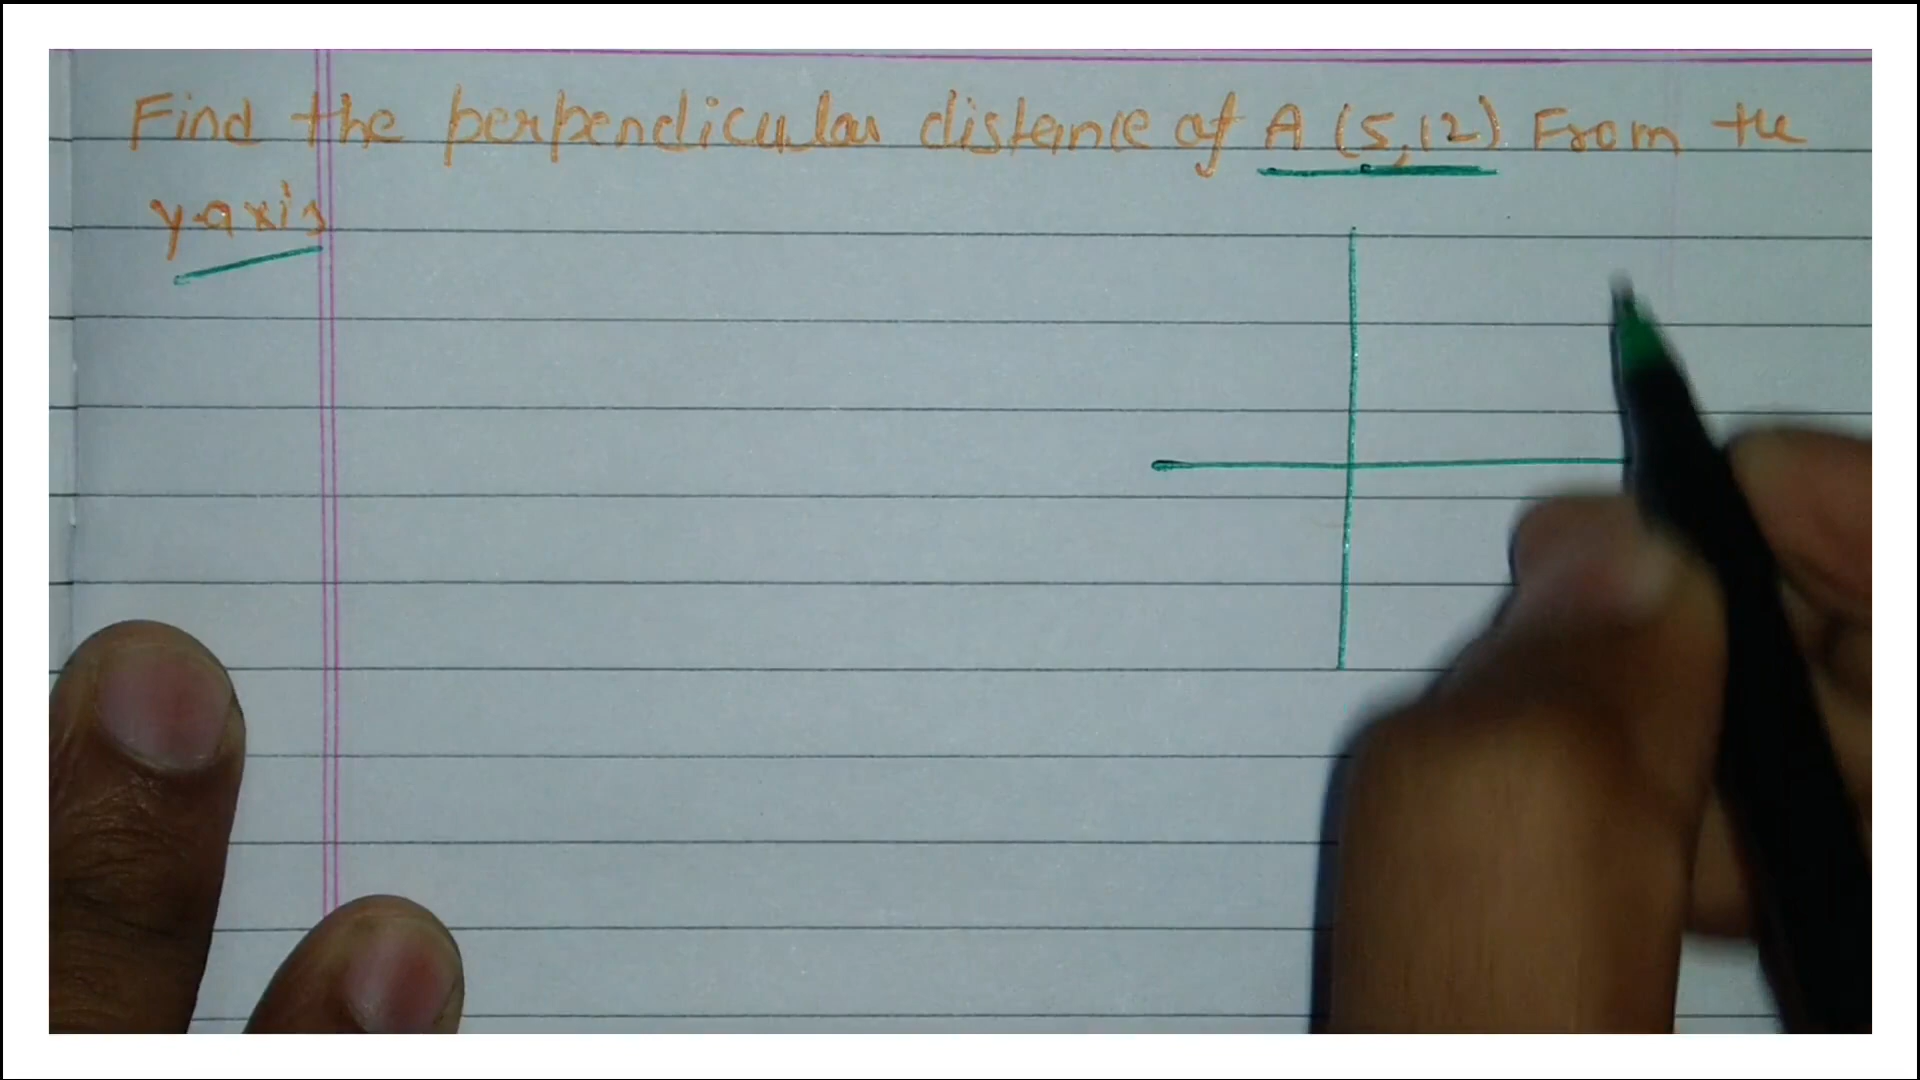 Find the perpendicular distance of A (5,12) From the
y-axis